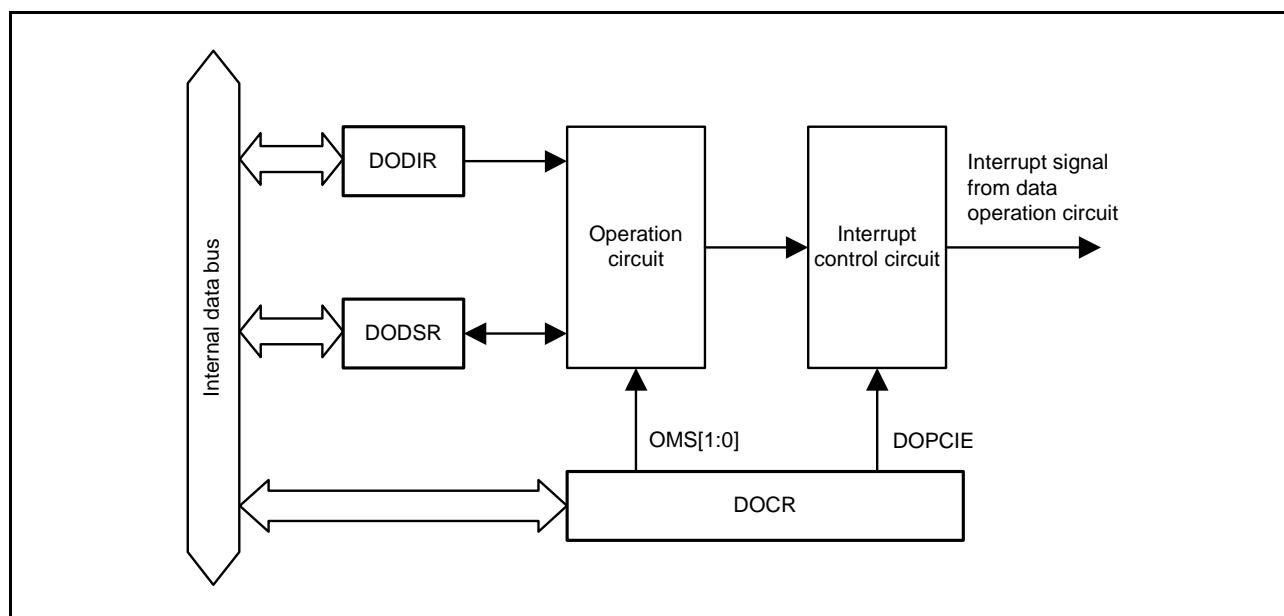 Internal data bus
DODIR
DODSR
Operation
circuit
Interrupt
control circuit
Interrupt signal
from data
operation circuit
OMS[1:0]
DOPCIE
DOCR